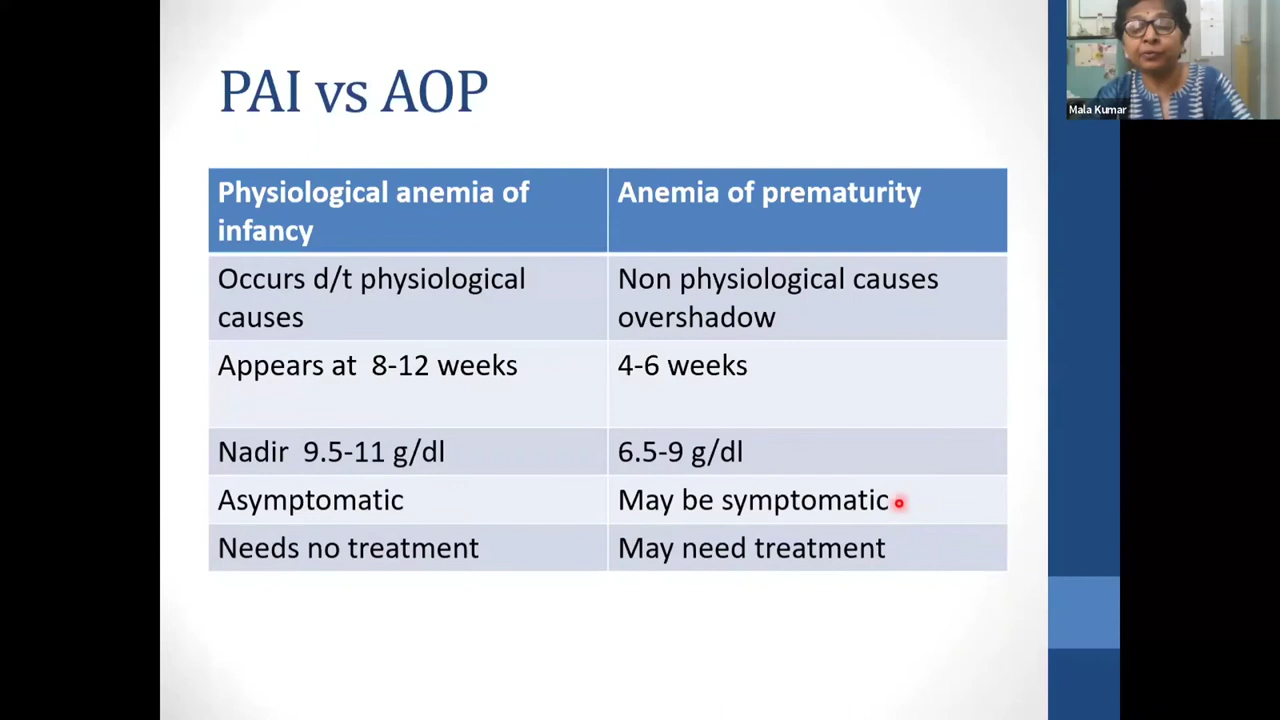 PAI vs AOP
Mala Kumar
Physiological anemia of
infancy
Anemia of prematurity
Occurs d/t physiological
causes
Non physiological causes
overshadow
Appears at 8-12 weeks
4-6 weeks
Nadir 9.5-11 g/dl
6.5-9 g/dl
Asymptomatic
May be symptomatic
Needs no treatment
May need treatment